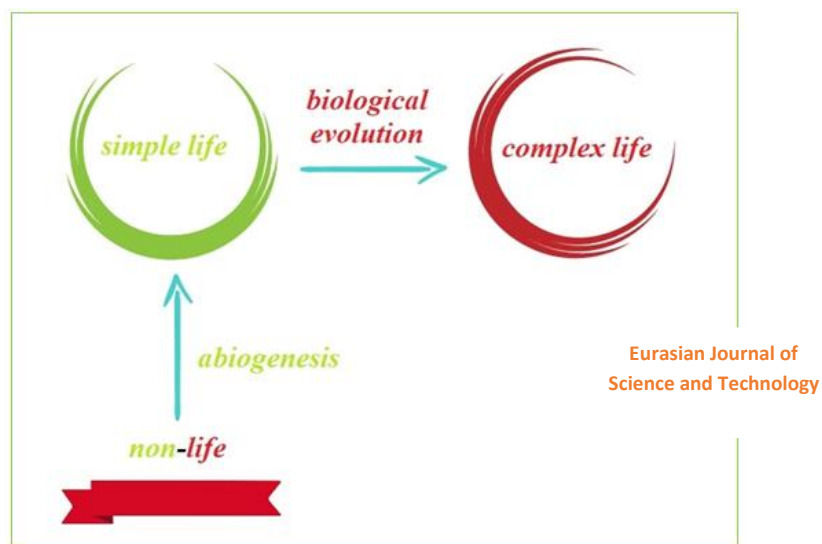 biological
evolution
simple life
complex life
abiogenesis
Eurasian Journal of
Science and Technology
non-life